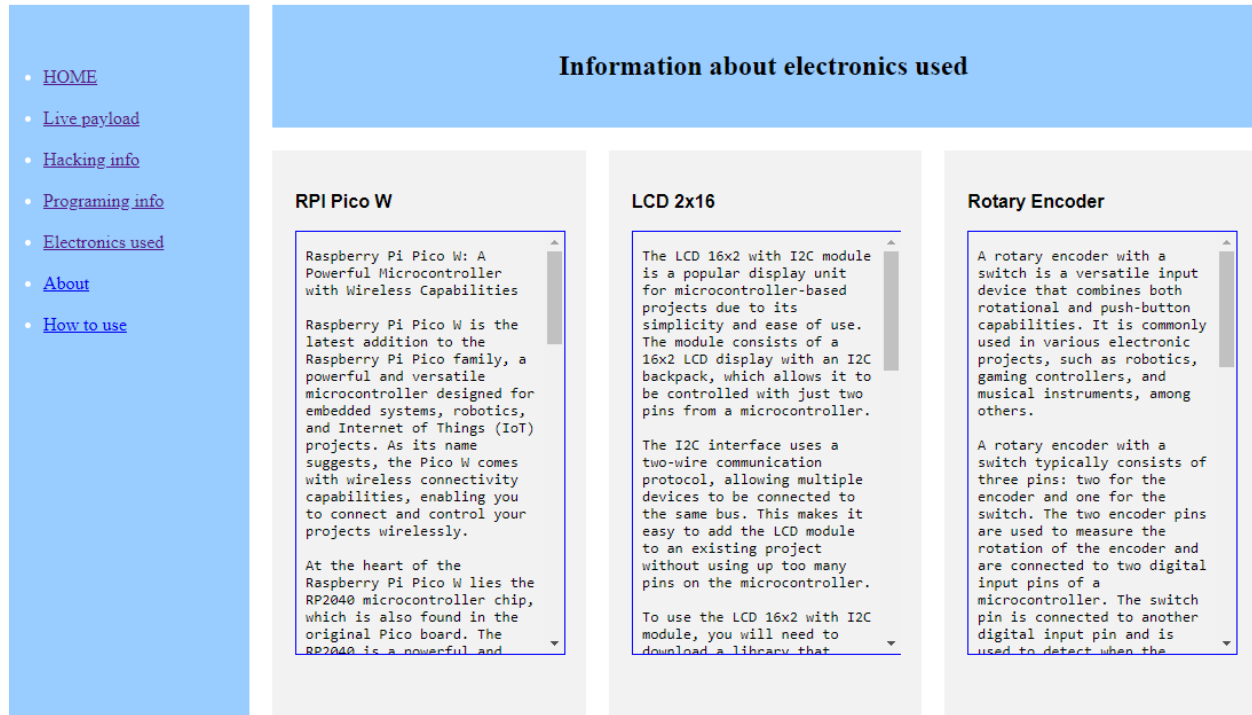 HOME
Live payload
Hacking info
Programing info
Electronics used
About
How to use
Information about electronics used
RPI Pico W
Raspberry Pi Pico W: A
Powerful Microcontroller
with Wireless Capabilities
Raspberry Pi Pico W is the
latest addition to the
Raspberry Pi Pico family, a
powerful and versatile
microcontroller designed for
embedded systems, robotics,
and Internet of Things (IoT)
projects. As its name
suggests, the Pico W comes
with wireless connectivity
capabilities, enabling you
to connect and control your
projects wirelessly.
At the heart of the
Raspberry Pi Pico W lies the
RP2040 microcontroller chip,
which is also found in the
original Pico board. The
RP2040 is a powerful and
LCD 2x16
The LCD 16x2 with I2C module
is a popular display unit
for microcontroller-based
projects due to its
simplicity and ease of use.
The module consists of a
16x2 LCD display with an I2C
backpack, which allows it to
be controlled with just two
pins from a microcontroller.
The I2C interface uses a
two-wire communication
protocol, allowing multiple
devices to be connected to
the same bus. This makes it
easy to add the LCD module
to an existing project
without using up too many
pins on the microcontroller.
To use the LCD 16x2 with I2C
module, you will need to
download a library that
Rotary Encoder
A rotary encoder with a
switch is a versatile input
device that combines both
rotational and push-button
capabilities. It is commonly
used in various electronic
projects, such as robotics,
gaming controllers, and
musical instruments, among
others.
A rotary encoder with a
switch typically consists of
three pins: two for the
encoder and one for the
switch. The two encoder pins
are used to measure the
rotation of the encoder and
are connected to two digital
input pins of a
microcontroller. The switch
pin is connected to another
digital input pin and is
used to detect when the